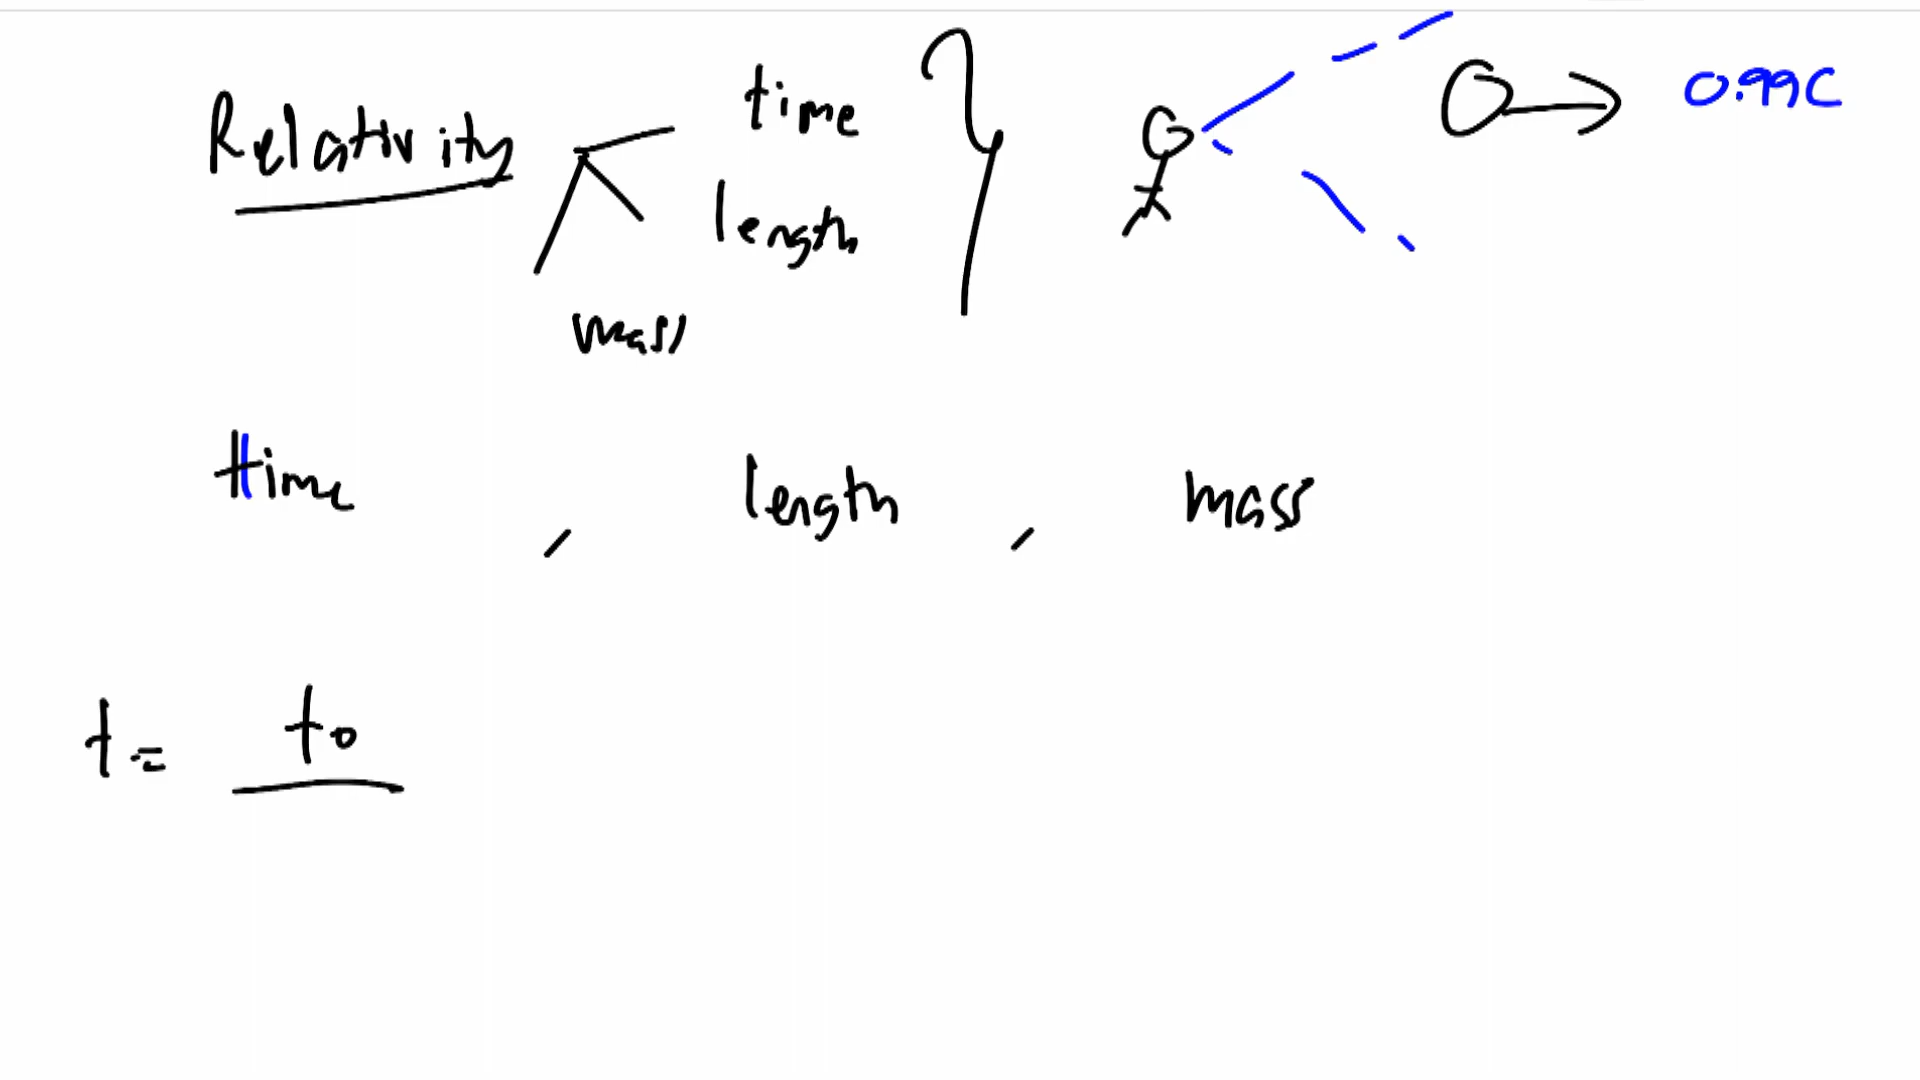 Relativity time
length
mass
0.99C
time, length, mass
t = to